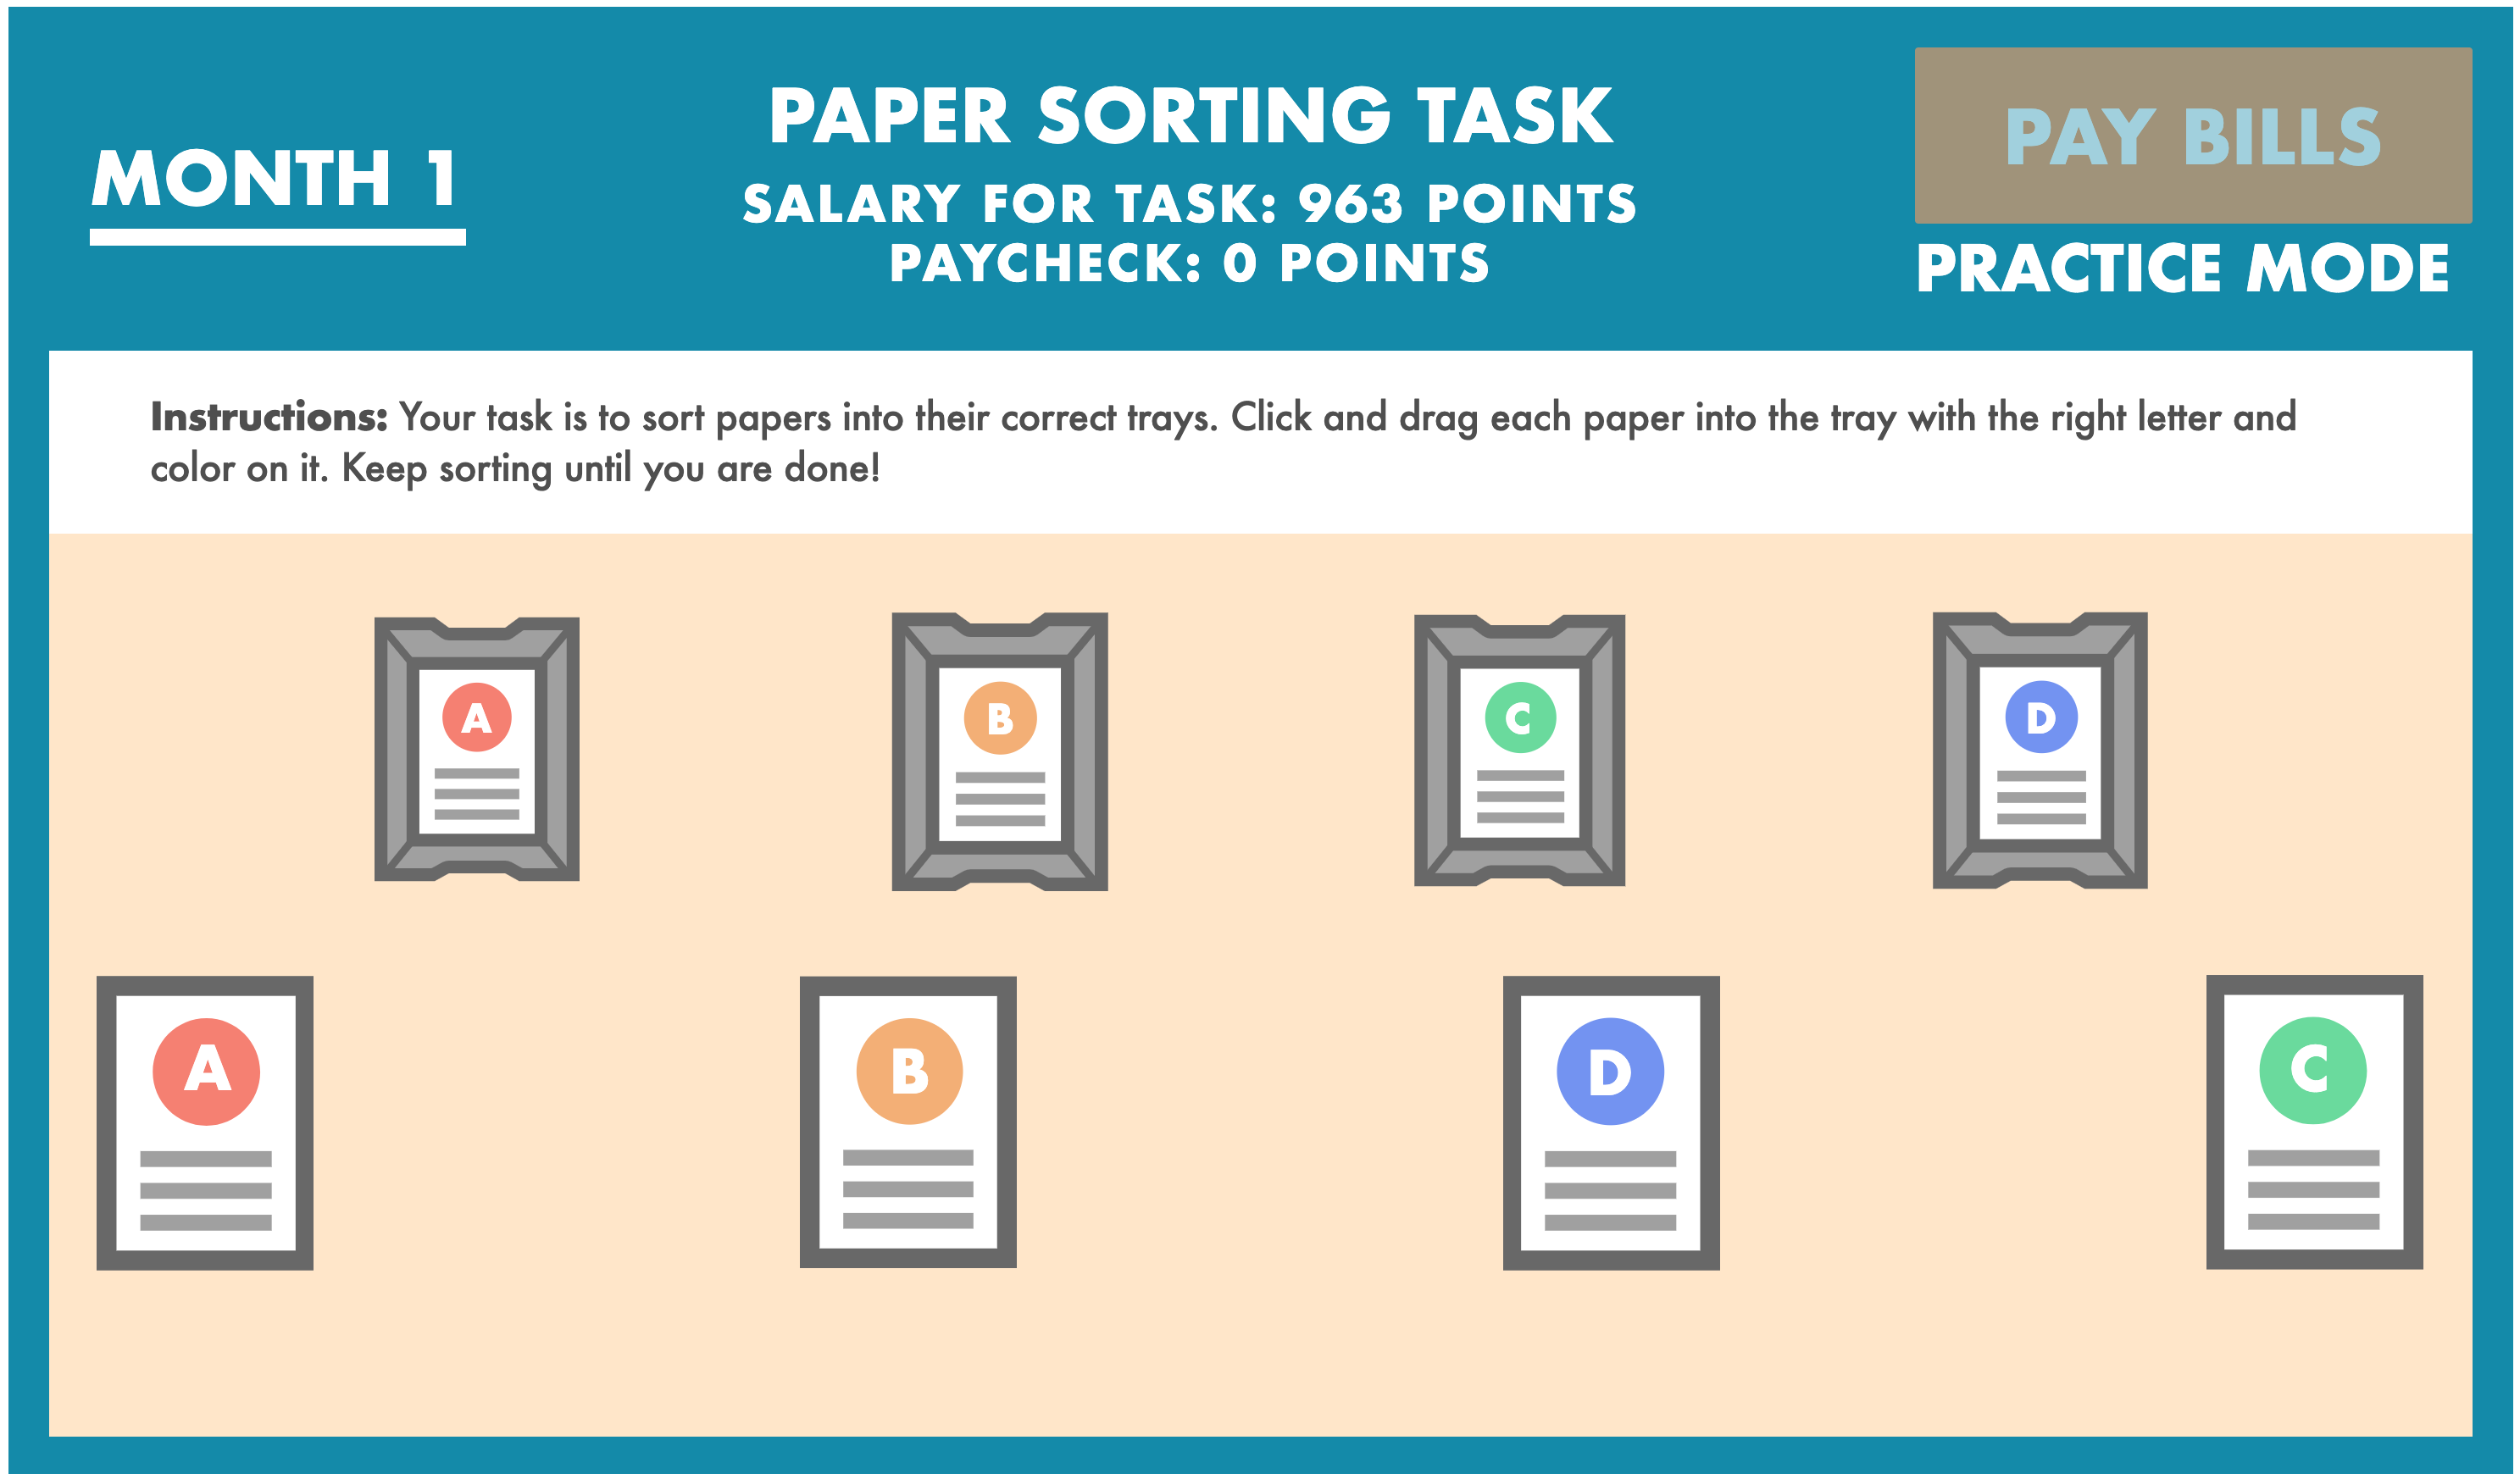 MONTH 1
PAPER SORTING TASK
SALARY FOR TASK: 963 POINTS
PAYCHECK: 0 POINTS
PAY BILLS
PRACTICE MODE
Instructions: Your task is to sort papers into their correct trays. Click and drag each paper into the tray with the right letter and
color on it. Keep sorting until you are done!
A
B
C
D
A
B
D
C